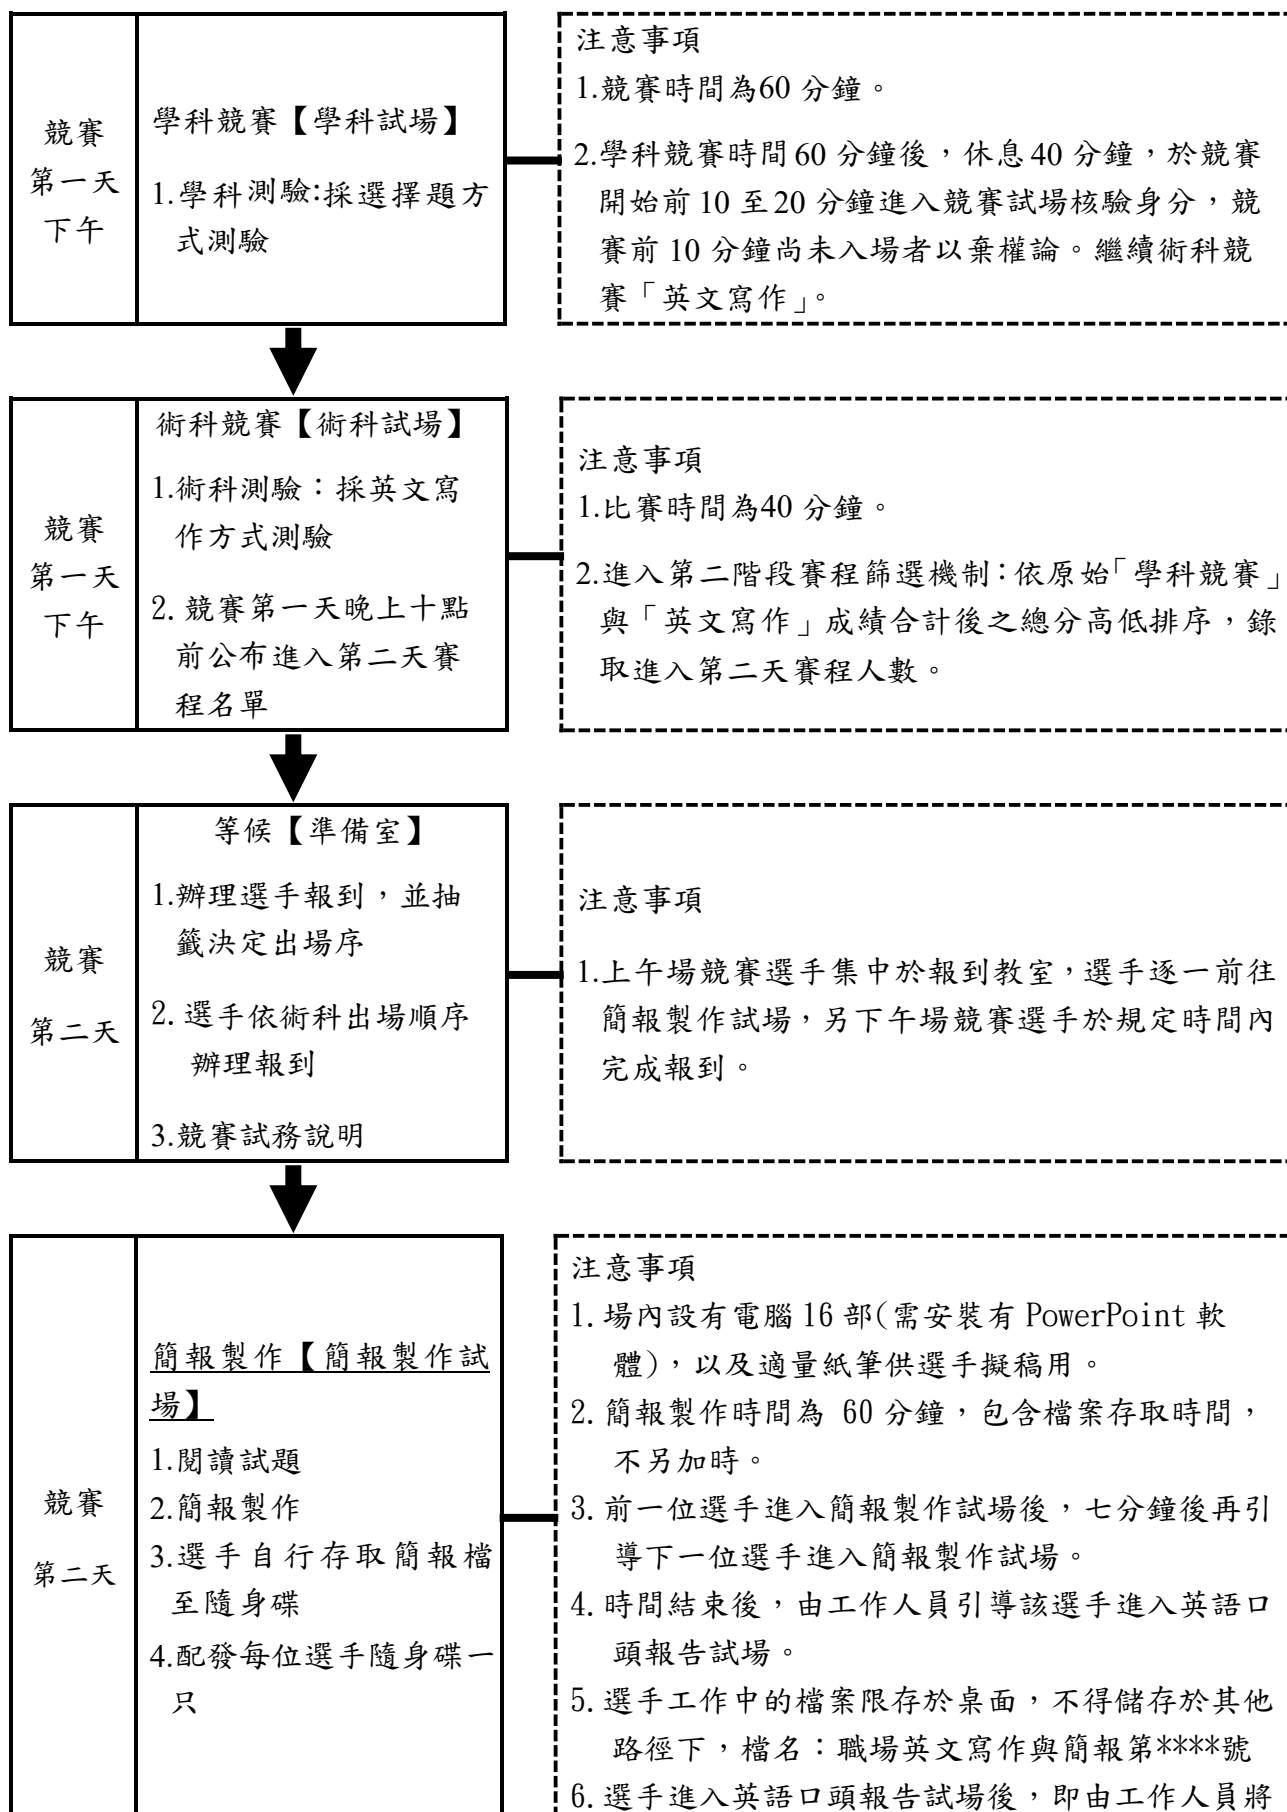 競賽
第一天
下午
學科競賽【學科試場】
1.學科測驗:採選擇題方
式測驗
注意事項
1.競賽時間為60 分鐘。
2.學科競賽時間 60 分鐘後，休息 40 分鐘，於競賽
開始前 10 至 20 分鐘進入競賽試場核驗身分，競
賽前 10 分鐘尚未入場者以棄權論。繼續術科競
賽「英文寫作」。
競賽
第一天
下午
術科競賽【術科試場】
1.術科測驗：採英文寫
作方式測驗
2. 競賽第一天晚上十點
前公布進入第二天賽
程名單
注意事項
1.比賽時間為40 分鐘。
2.進入第二階段賽程篩選機制：依原始「學科競賽」
與「英文寫作」成績合計後之總分高低排序，錄
取進入第二天賽程人數。
競賽
第二天
等候【準備室】
1.辦理選手報到，並抽
籤決定出場序
2. 選手依術科出場順序
辦理報到
3.競賽試務說明
注意事項
1.上午場競賽選手集中於報到教室，選手逐一前往
簡報製作試場，另下午場競賽選手於規定時間內
完成報到。
競賽
第二天
簡報製作【簡報製作試
場】
1.閱讀試題
2.簡報製作
3.選手自行存取簡報檔
至隨身碟
4.配發每位選手隨身碟一
只
注意事項
1. 場內設有電腦 16 部(需安裝有 PowerPoint 軟
體)，以及適量紙筆供選手擬稿用。
2. 簡報製作時間為 60 分鐘，包含檔案存取時間，
不另加時。
3. 前一位選手進入簡報製作試場後，七分鐘後再引
導下一位選手進入簡報製作試場。
4. 時間結束後，由工作人員引導該選手進入英語口
頭報告試場。
5. 選手工作中的檔案限存於桌面，不得儲存於其他
路徑下，檔名：職場英文寫作與簡報第****號
6. 選手進入英語口頭報告試場後，即由工作人員將